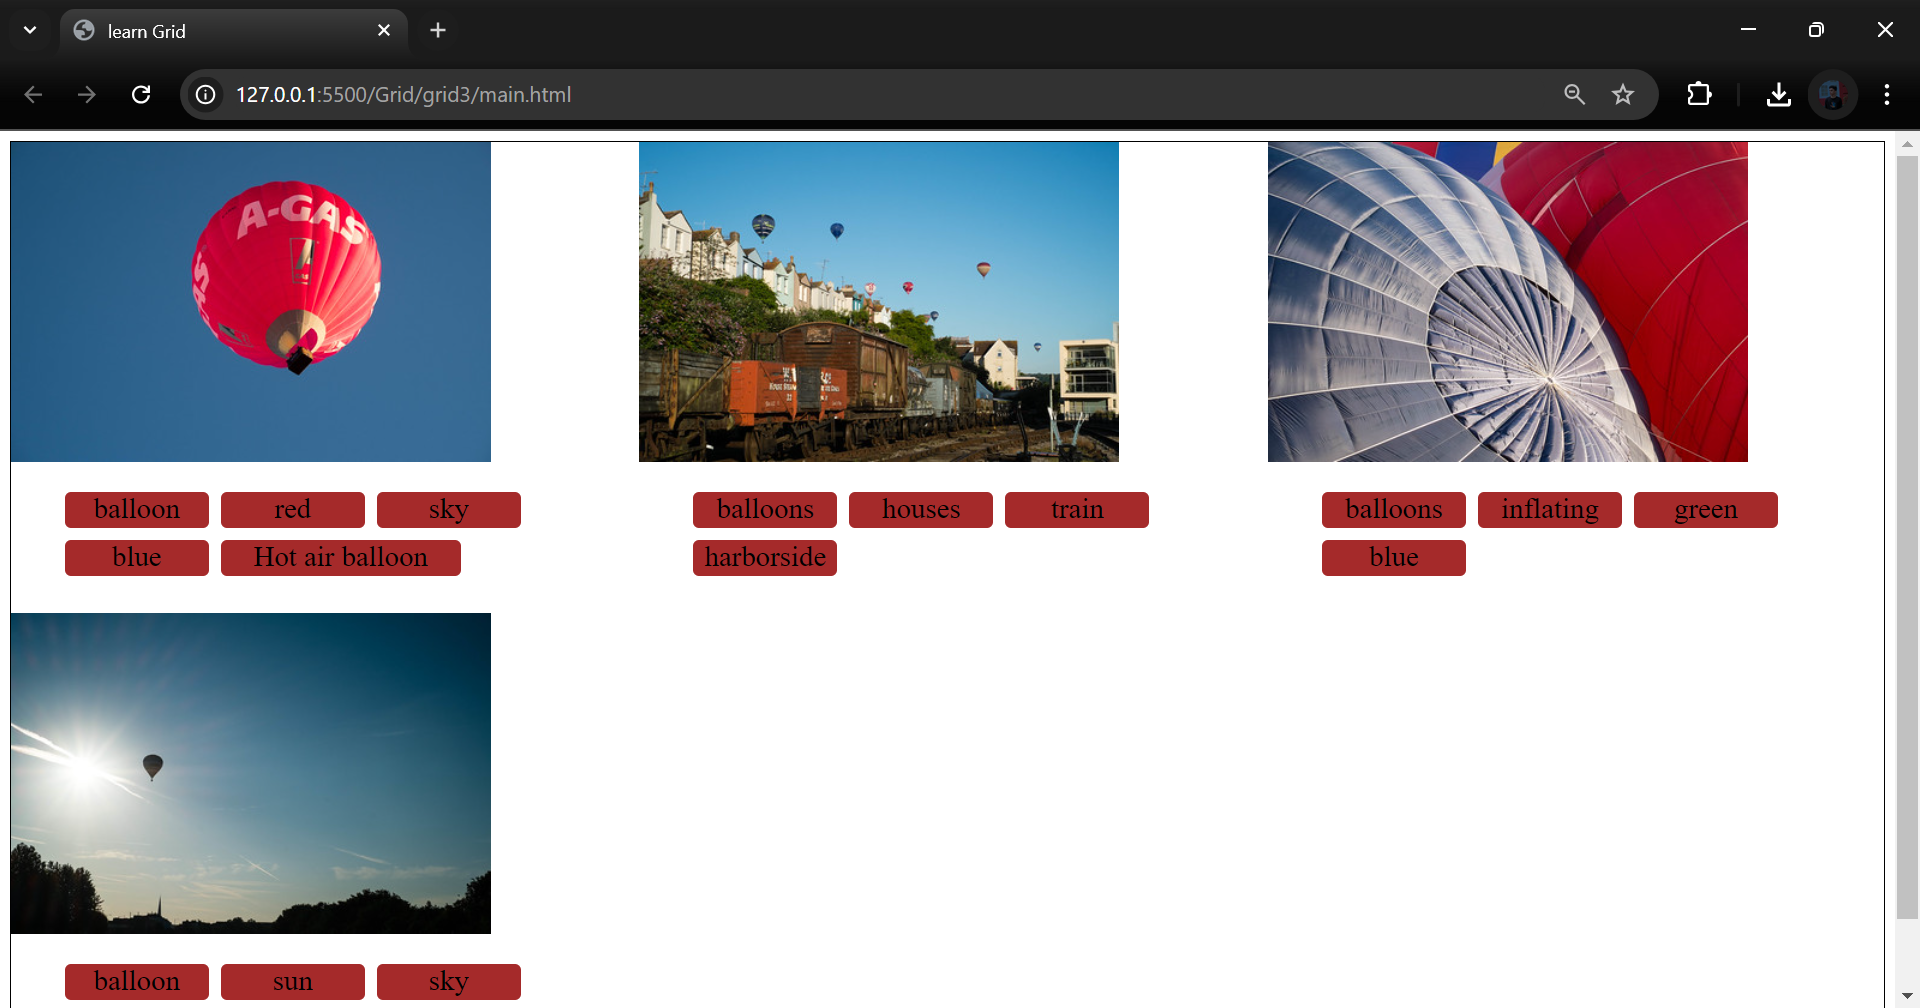 learn Grid
127.0.0.1:5500/Grid/grid3/main.html
A-GAS
balloon red sky
blue Hot air balloon
balloons houses train
harborside
balloons inflating green
blue
balloon sun sky